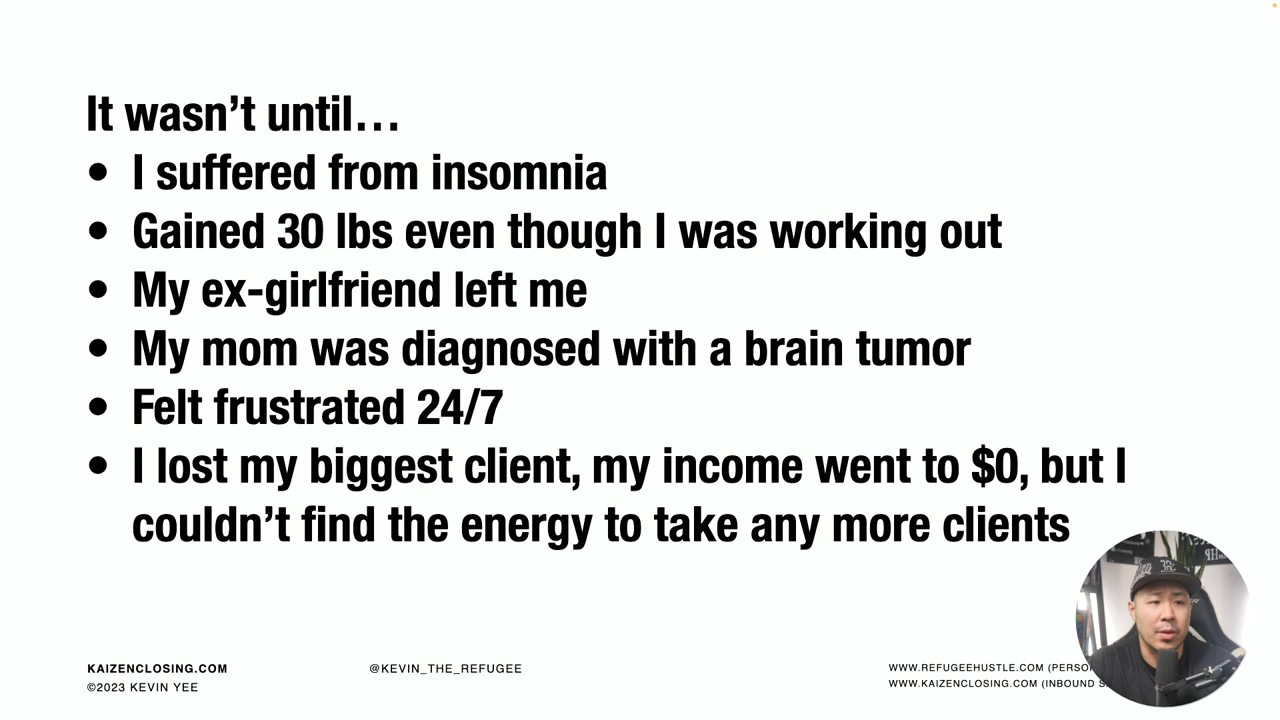 It wasn’t until…
• I suffered from insomnia
• Gained 30 lbs even though I was working out
• My ex-girlfriend left me
• My mom was diagnosed with a brain tumor
• Felt frustrated 24/7
• I lost my biggest client, my income went to $0, but I
couldn’t find the energy to take any more clients
KAIZENCLOSING.COM
©2023 KEVIN YEE
@KEVIN_THE_REFUGEE
WWW.REFUGEEHUSTLE.COM
WWW.KAIZENCLOSING.COM (INBOUND